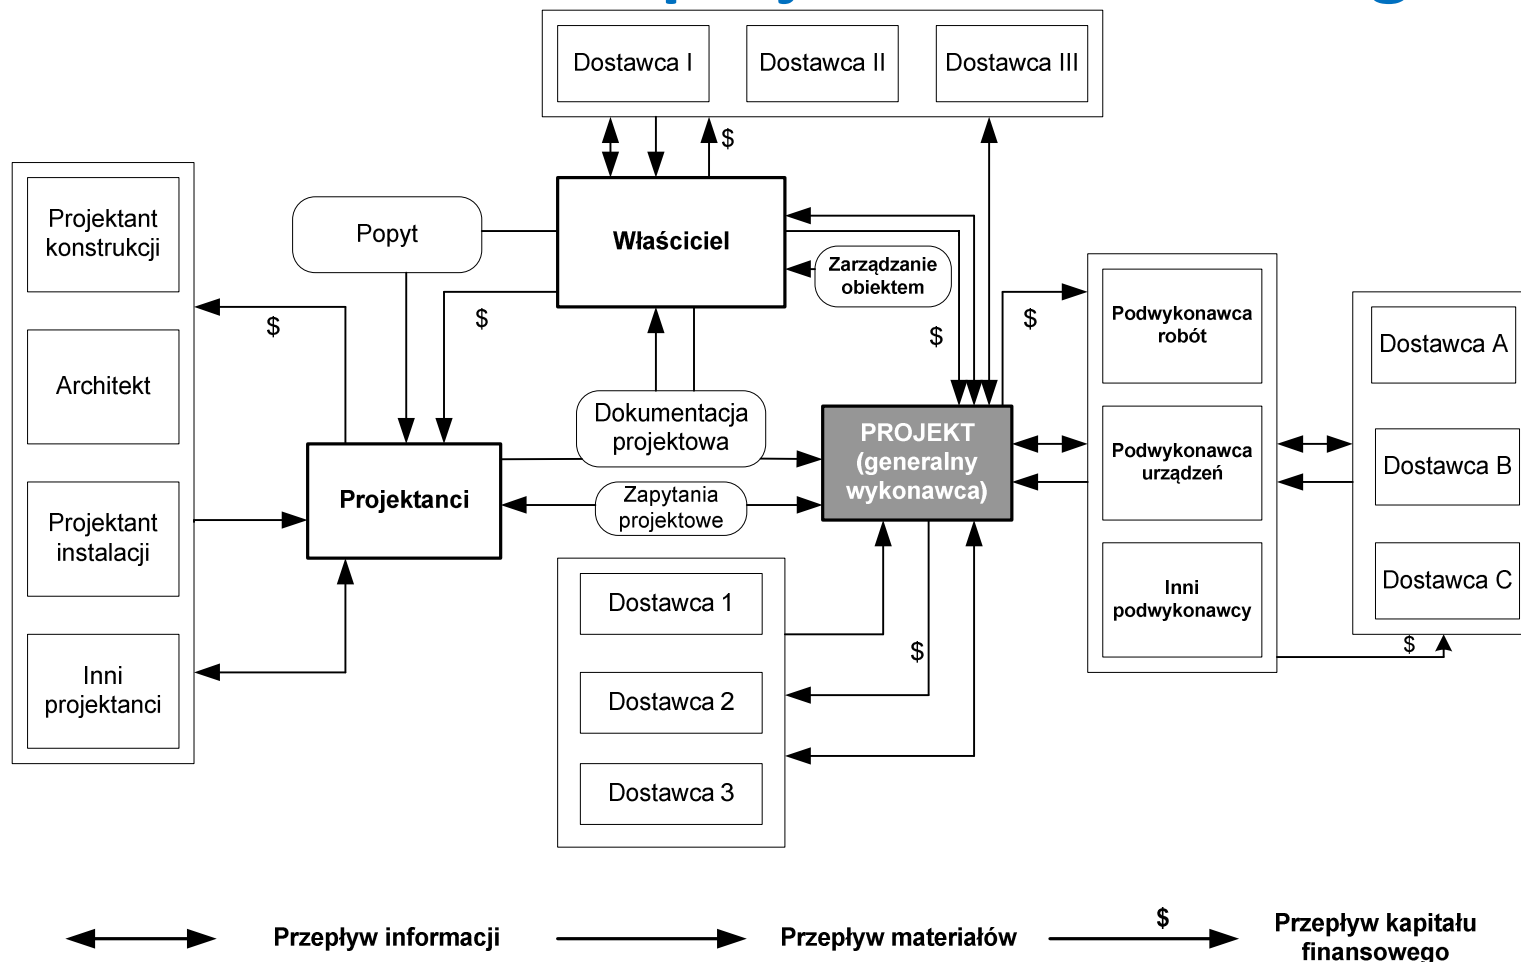 Dostawca I
Dostawca II
Dostawca III
$
Projektant
konstrukcji
Architekt
Projektant
instalacji
Inni
projektanci
Popyt
Właściciel
Zarządzanie
obiektem
$
$
$
$
Dokumentacja
projektowa
Projektanci
Zapytania
projektowe
PROJEKT
(generalny
wykonawca)
Podwykonawca
robót
Podwykonawca
urządzeń
Inni
podwykonawcy
Dostawca A
Dostawca B
Dostawca C
$
Dostawca 1
Dostawca 2
Dostawca 3
$
Przepływ informacji
Przepływ materiałów
$
Przepływ kapitału
finansowego